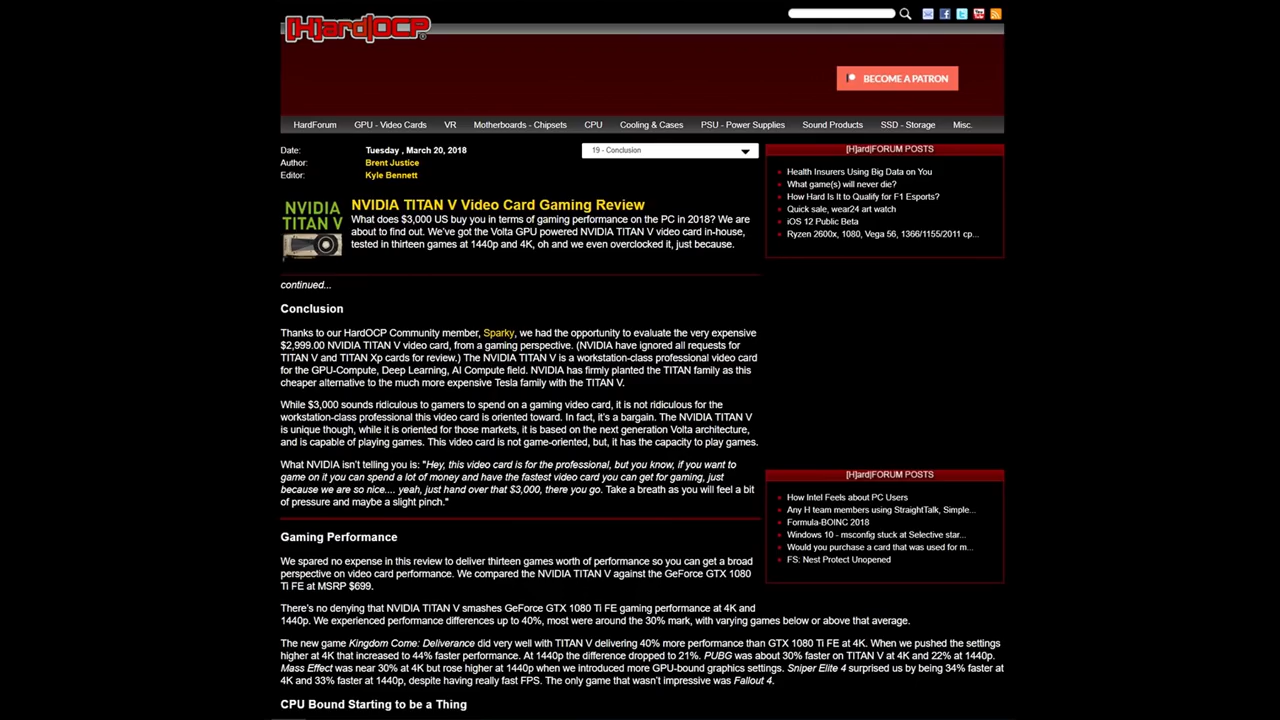 [H]ard|OCP
BECOME A PATRON
HardForum GPU - Video Cards VR Motherboards - Chipsets CPU Cooling & Cases PSU - Power Supplies Sound Products SSD - Storage Misc.
Date: Tuesday , March 20, 2018
Author: Brent Justice
Editor: Kyle Bennett
19 - Conclusion
NVIDIA
TITAN V
NVIDIA TITAN V Video Card Gaming Review
What does $3,000 US buy you in terms of gaming performance on the PC in 2018? We are
about to find out. We've got the Volta GPU powered NVIDIA TITAN V video card in-house,
tested in thirteen games at 1440p and 4K, oh and we even overclocked it, just because.
continued...
Conclusion
Thanks to our HardOCP Community member, Sparky, we had the opportunity to evaluate the very expensive
$2,999.00 NVIDIA TITAN V video card, from a gaming perspective. (NVIDIA have ignored all requests for
TITAN V and TITAN Xp cards for review.) The NVIDIA TITAN V is a workstation-class professional video card
for the GPU-Compute, Deep Learning, AI Compute field. NVIDIA has firmly planted the TITAN family as this
cheaper alternative to the much more expensive Tesla family with the TITAN V.
While $3,000 sounds ridiculous to gamers to spend on a gaming video card, it is not ridiculous for the
workstation-class professional this video card is oriented toward. In fact, it's a bargain. The NVIDIA TITAN V
is unique though, while it is oriented for those markets, it is based on the next generation Volta architecture,
and is capable of playing games. This video card is not game-oriented, but, it has the capacity to play games.
What NVIDIA isn't telling you is: "Hey, this video card is for the professional, but you know, if you want to
game on it you can spend a lot of money and have the fastest video card you can get for gaming, just
because we are so nice.... yeah, just hand over that $3,000, there you go. Take a breath as you will feel a bit
of pressure and maybe a slight pinch."
Gaming Performance
We spared no expense in this review to deliver thirteen games worth of performance so you can get a broad
perspective on video card performance. We compared the NVIDIA TITAN V against the GeForce GTX 1080
Ti FE at MSRP $699.
There's no denying that NVIDIA TITAN V smashes GeForce GTX 1080 Ti FE gaming performance at 4K and
1440p. We experienced performance differences up to 40%, most were around the 30% mark, with varying games below or above that average.
The new game Kingdom Come: Deliverance did very well with TITAN V delivering 40% more performance than GTX 1080 Ti FE at 4K. When we pushed the settings
higher at 4K that increased to 44% faster performance. At 1440p the difference dropped to 21%. PUBG was about 30% faster on TITAN V at 4K and 22% at 1440p.
Mass Effect was near 30% at 4K but rose higher at 1440p when we introduced more GPU-bound graphics settings. Sniper Elite 4 surprised us by being 34% faster at
4K and 33% faster at 1440p, despite having really fast FPS. The only game that wasn't impressive was Fallout 4.
CPU Bound Starting to be a Thing
[H]ard|FORUM POSTS
Health Insurers Using Big Data on You
What game(s) will never die?
How Hard Is It to Qualify for F1 Esports?
Quick sale, wear24 art watch
iOS 12 Public Beta
Ryzen 2600x, 1080, Vega 56, 1366/1155/2011 cp...
[H]ard|FORUM POSTS
How Intel Feels about PC Users
Any H team members using StraightTalk, Simple...
Formula-BOINC 2018
Windows 10 - msconfig stuck at Selective star...
Would you purchase a card that was used for m...
FS: Nest Protect Unopened